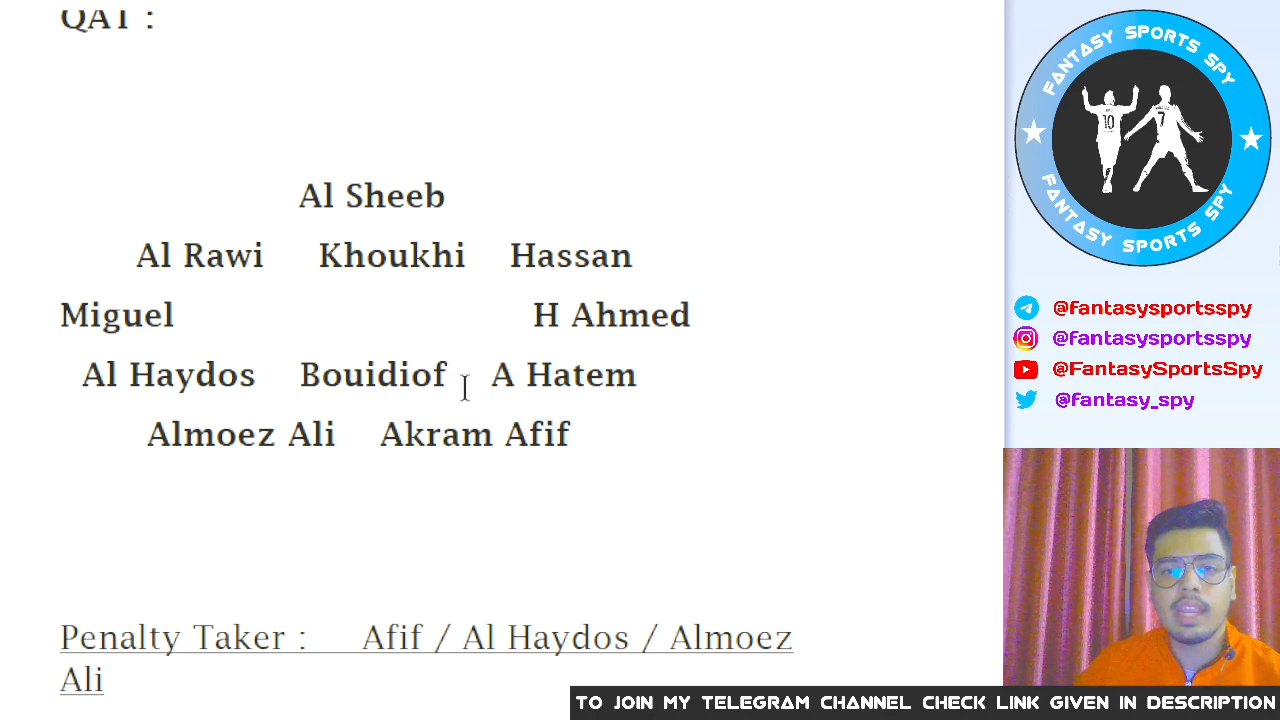 QAT :
Al Sheeb
Al Rawi Khoukhi Hassan
Miguel H Ahmed
Al Haydos Bouidiof A Hatem
Almoez Ali Akram Afif
Penalty Taker : Afif / Al Haydos / Almoez
Ali
FANTASY SPORTS SPY
10
7
FANTASY SPORTS SPY
@fantasysportsspy
@fantasysportsspy
@FantasySportsSpy
@fantasy_spy
TO JOIN MY TELEGRAM CHANNEL CHECK LINK GIVEN IN DESCRIPTION